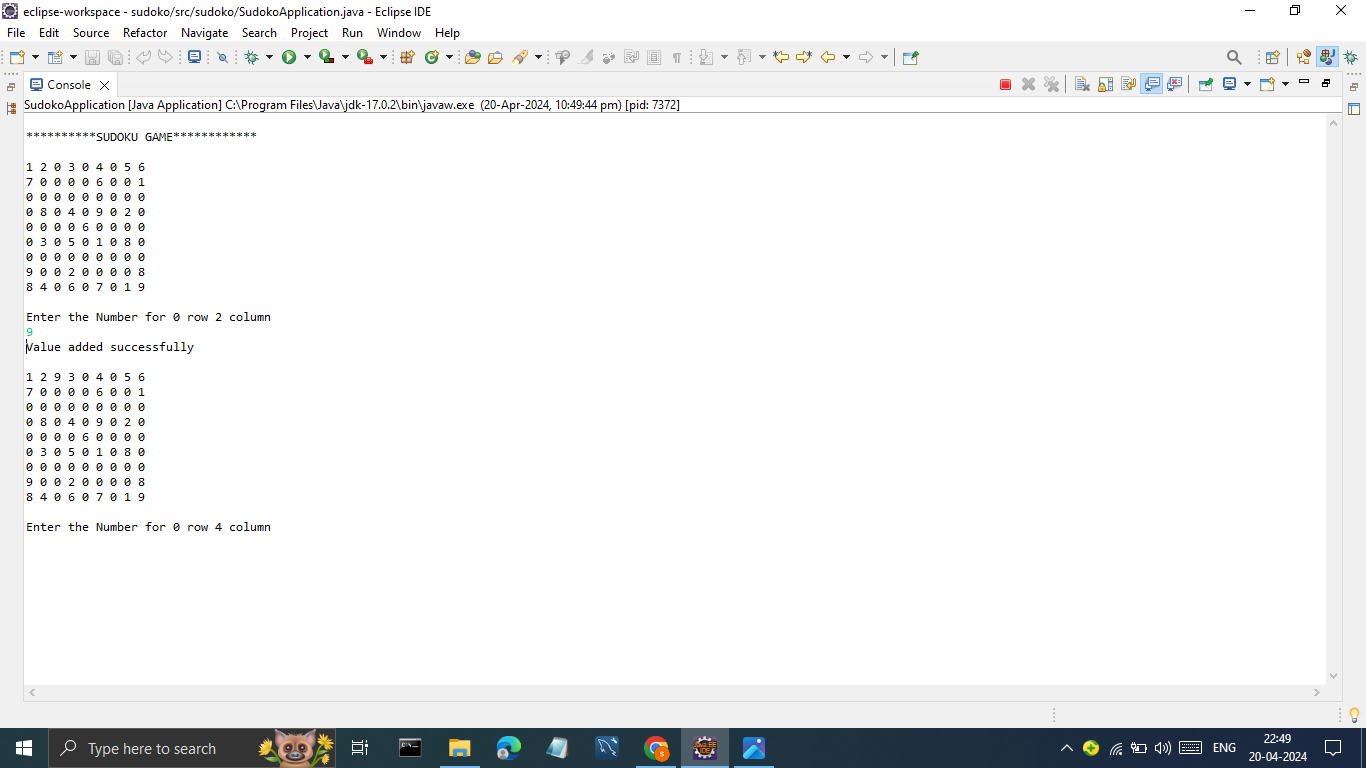 eclipse-workspace - sudoko/src/sudoko/SudokoApplication.java - Eclipse IDE
File Edit Source Refactor Navigate Search Project Run Window Help
Console
SudokoApplication [Java Application] C:\Program Files\Java\jdk-17.0.2\bin\javaw.exe (20-Apr-2024, 10:49:44 pm) [pid: 7372]
**********SUDOKU GAME************
1 2 0 3 0 4 0 5 6
7 0 0 0 0 6 0 0 1
0 0 0 0 0 0 0 0 0
0 8 0 4 0 9 0 2 0
0 0 0 0 6 0 0 0 0
0 3 0 5 0 1 0 8 0
0 0 0 0 0 0 0 0 0
9 0 0 2 0 0 0 0 8
8 4 0 6 0 7 0 1 9
Enter the Number for 0 row 2 column
9
Value added successfully
1 2 9 3 0 4 0 5 6
7 0 0 0 0 6 0 0 1
0 0 0 0 0 0 0 0 0
0 8 0 4 0 9 0 2 0
0 0 0 0 6 0 0 0 0
0 3 0 5 0 1 0 8 0
0 0 0 0 0 0 0 0 0
9 0 0 2 0 0 0 0 8
8 4 0 6 0 7 0 1 9
Enter the Number for 0 row 4 column
Type here to search
ENG
22:49
20-04-2024